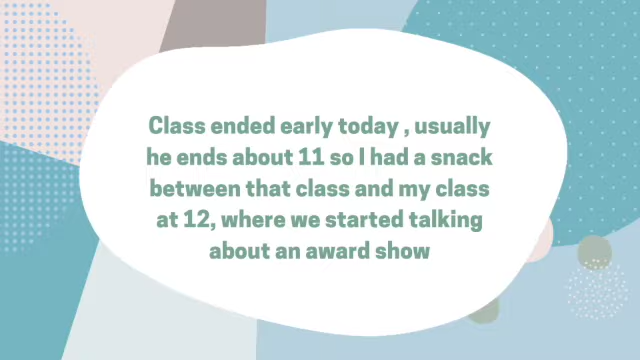 Class ended early today , usually
he ends about 11 so I had a snack
between that class and my class
at 12, where we started talking
about an award show